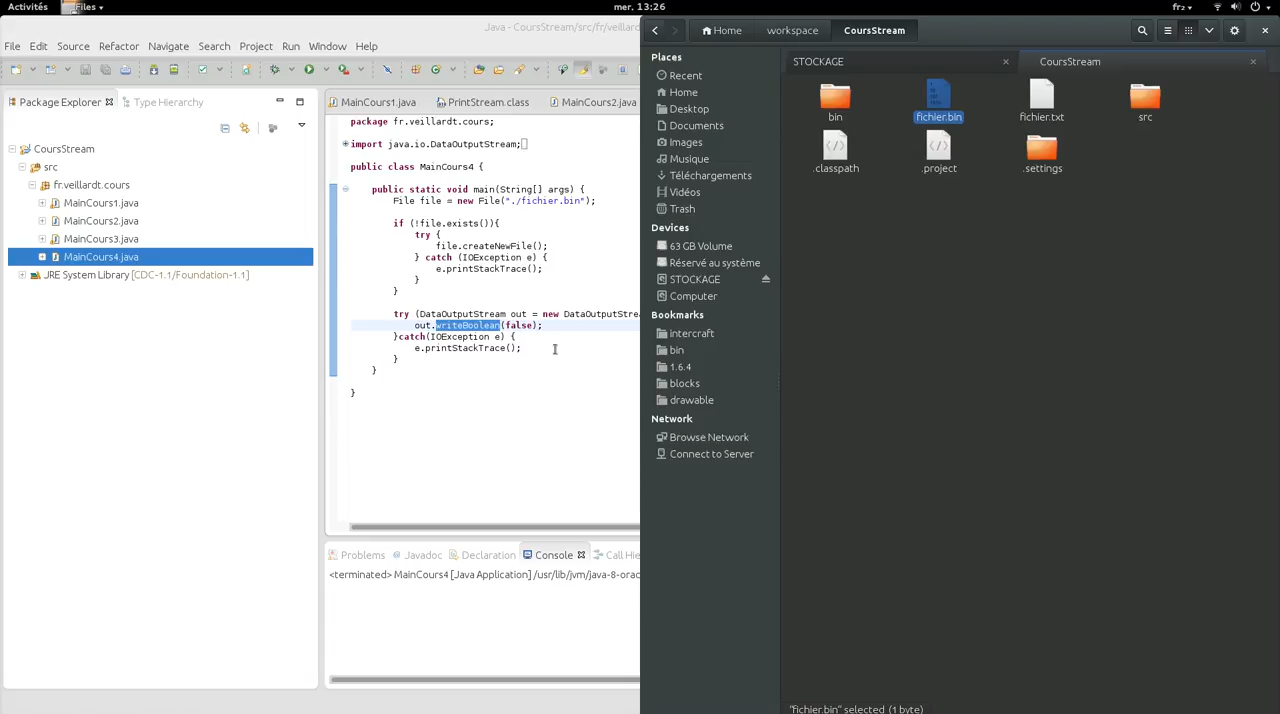 Activités Files mer. 13:26 fr₂
Java - CoursStream/src/fr/veillard
File Edit Source Refactor Navigate Search Project Run Window Help
Package Explorer Type Hierarchy
CoursStream
src
fr.veillardt.cours
MainCours1.java
MainCours2.java
MainCours3.java
MainCours4.java
JRE System Library [CDC-1.1/Foundation-1.1]
MainCours1.java PrintStream.class MainCours2.java
package fr.veillardt.cours;
import java.io.DataOutputStream;
public class MainCours4 {
public static void main(String[] args) {
File file = new File("./fichier.bin");
if (!file.exists()){
try {
file.createNewFile();
} catch (IOException e) {
e.printStackTrace();
}
}
try (DataOutputStream out = new DataOutputStrea
out.writeBoolean(false);
}catch(IOException e) {
e.printStackTrace();
}
}
}
Problems @ Javadoc Declaration Console Call Hie
<terminated> MainCours4 [Java Application] /usr/lib/jvm/java-8-orac
Home workspace CoursStream
Places
Recent
Home
Desktop
Documents
Images
Musique
Téléchargements
Vidéos
Trash
Devices
63 GB Volume
Réservé au système
STOCKAGE
Computer
Bookmarks
intercraft
bin
1.6.4
blocks
drawable
Network
Browse Network
Connect to Server
STOCKAGE CoursStream
bin fichier.bin fichier.txt src
.classpath .project .settings
"fichier.bin" selected (1 byte)